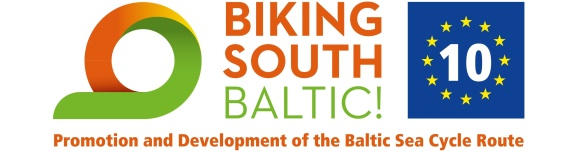 BIKING
SOUTH
BALTIC!
10
Promotion and Development of the Baltic Sea Cycle Route